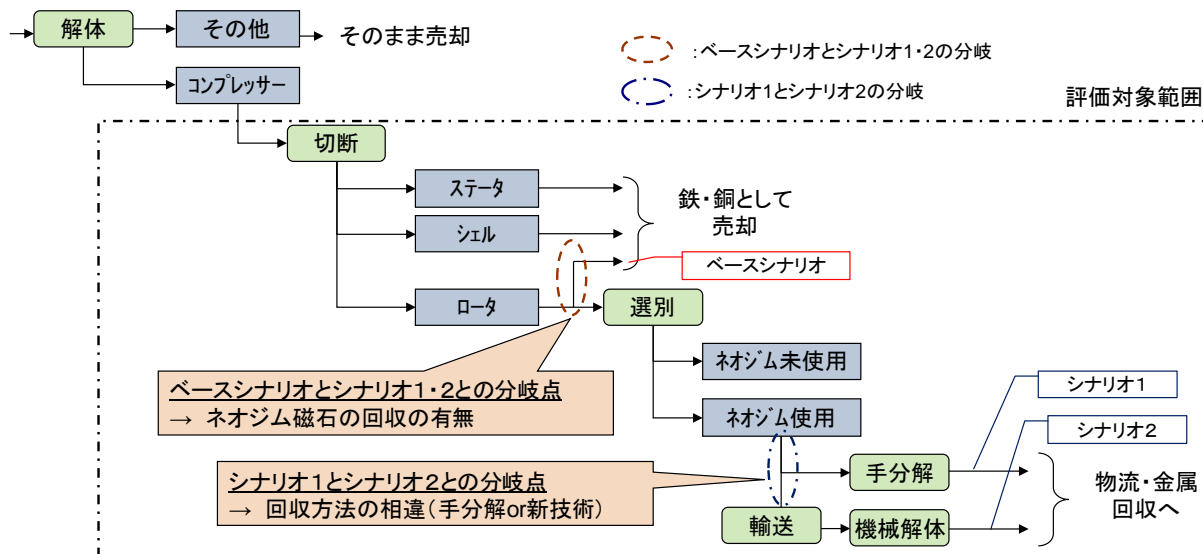 解体
その他
そのまま売却
:ベースシナリオとシナリオ1・2の分岐
コンプレッサー
:シナリオ1とシナリオ2の分岐
評価対象範囲
切断
ステータ
鉄・銅として
売却
シェル
ベースシナリオ
ロータ
選別
ネオジム未使用
ベースシナリオとシナリオ1・2との分岐点
→ ネオジム磁石の回収の有無
シナリオ1
ネオジム使用
シナリオ2
シナリオ1とシナリオ2との分岐点
→ 回収方法の相違(手分解or新技術)
手分解
物流・金属
回収へ
輸送
機械解体